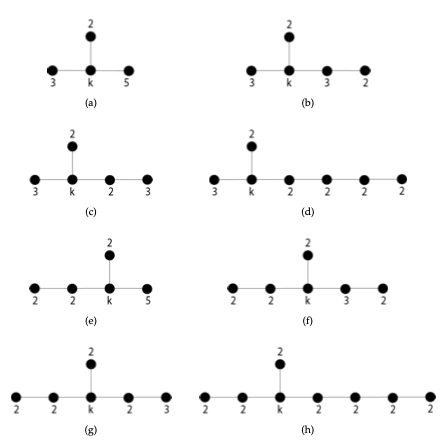 2 2
3 k 5 3 k 3 2
(a) (b)
2 2
3 k 2 3 3 k 2 2 2 2
(c) (d)
2 2
2 2 k 5 2 2 k 3 2
(e) (f)
2 2
2 2 k 2 3 2 2 k 2 2 2 2
(g) (h)